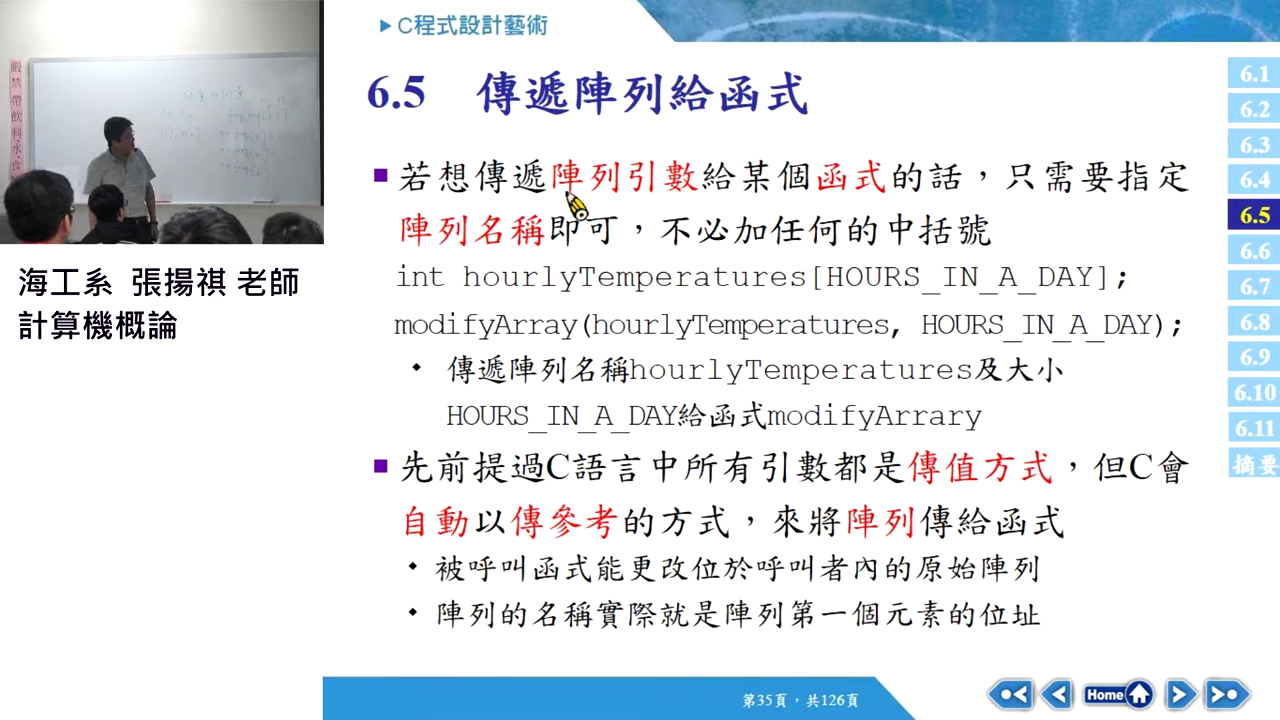 C程式設計藝術
6.5 傳遞陣列給函式
嚴禁帶飲料、水、食
海工系 張揚祺 老師
計算機概論
若想傳遞陣列引數給某個函式的話，只需要指定
陣列名稱即可，不必加任何的中括號
int hourlyTemperatures[HOURS_IN_A_DAY];
modifyArray(hourlyTemperatures, HOURS_IN_A_DAY);
傳遞陣列名稱hourlyTemperatures及大小
HOURS_IN_A_DAY給函式modifyArrary
先前提過C語言中所有引數都是傳值方式，但C會
自動以傳參考的方式，來將陣列傳給函式
被呼叫函式能更改位於呼叫者內的原始陣列
陣列的名稱實際就是陣列第一個元素的位址
6.1
6.2
6.3
6.4
6.5
6.6
6.7
6.8
6.9
6.10
6.11
摘要
第35頁，共126頁
Home